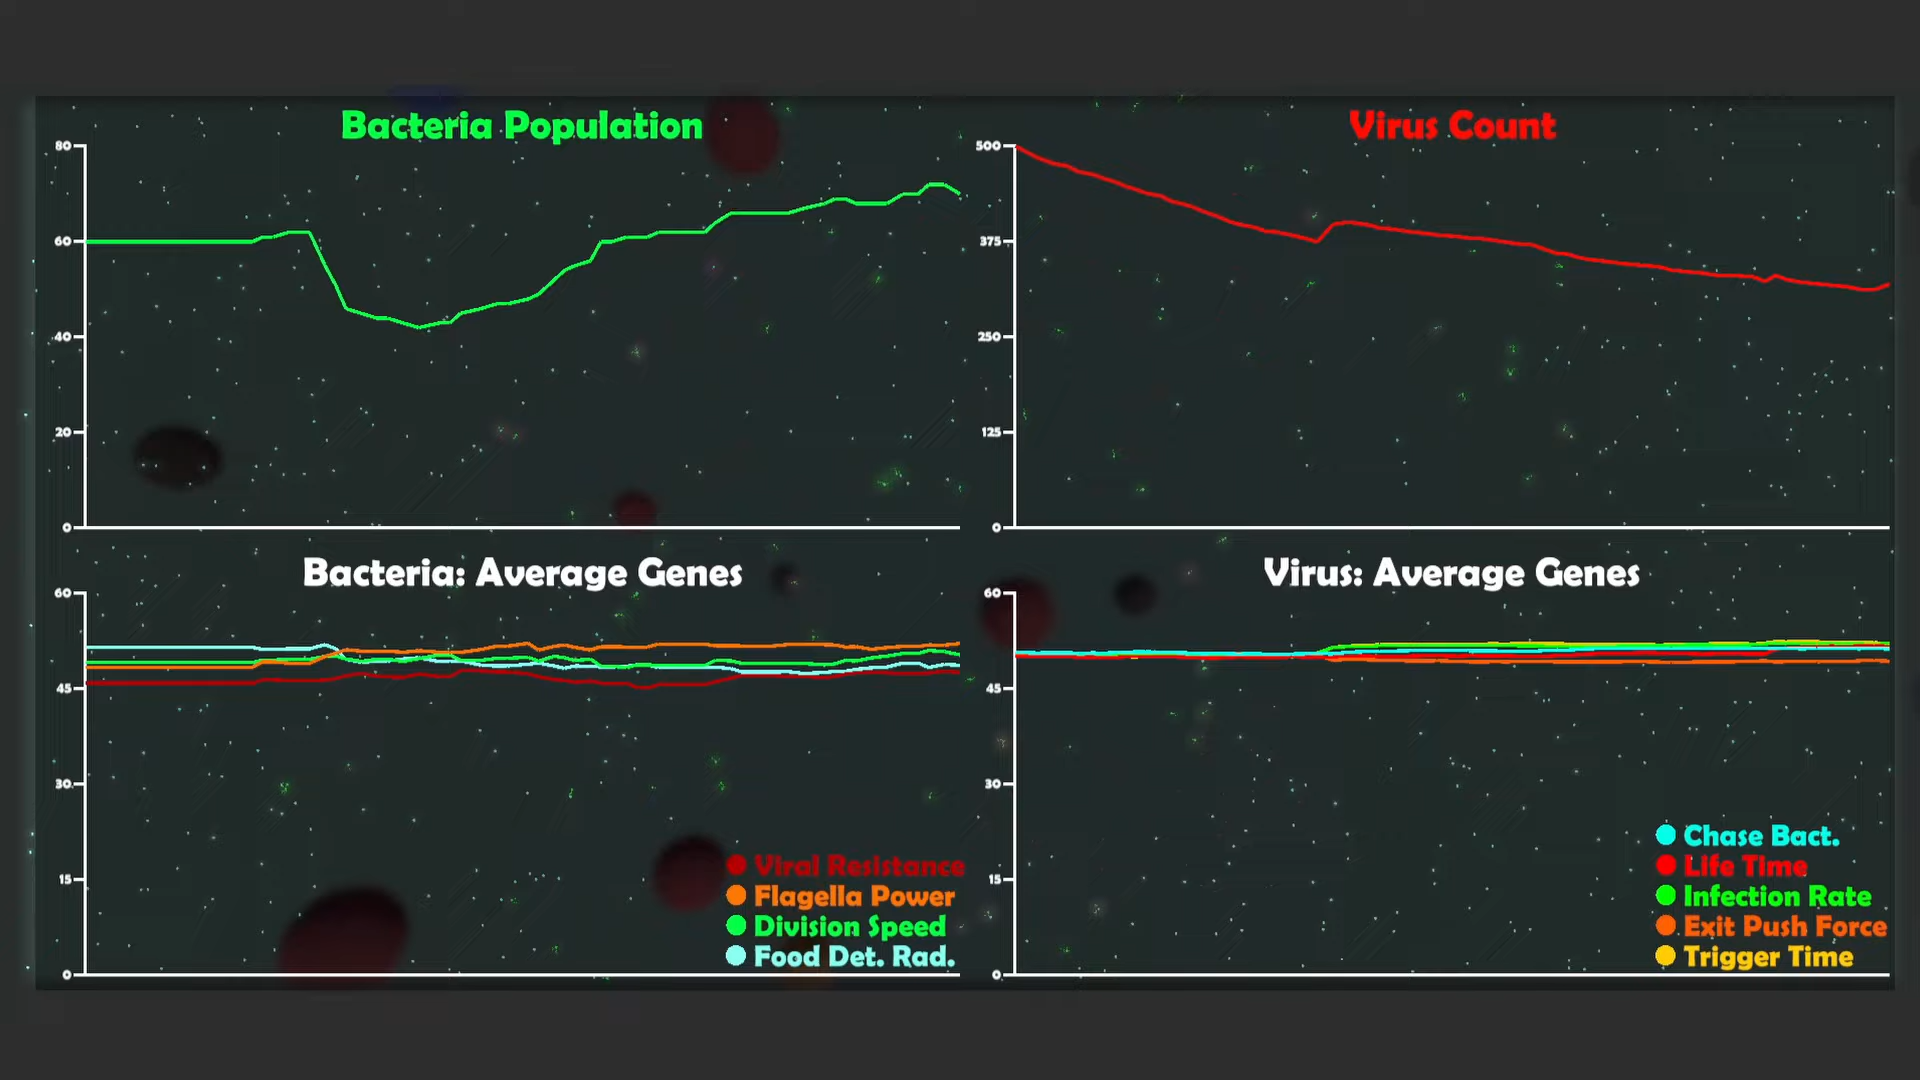 Bacteria Population
80
60
40
20
0
Virus Count
500
375
250
125
0
Bacteria: Average Genes
60
45
30
15
0
Viral Resistance
Flagella Power
Division Speed
Food Det. Rad.
Virus: Average Genes
60
45
30
15
0
Chase Bact.
Life Time
Infection Rate
Exit Push Force
Trigger Time